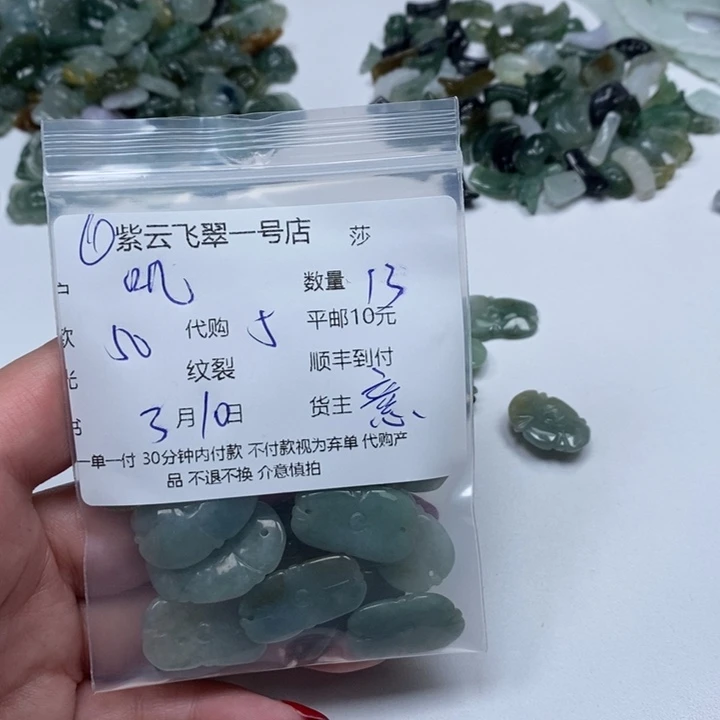 ① 紫云飞翠一号店 莎
叽 数量 13
50 代购 5 平邮10元
纹裂 顺丰到付
3月10日 货主
一单一付 30分钟内付款 不付款视为弃单 代购产
品 不退不换 介意慎拍